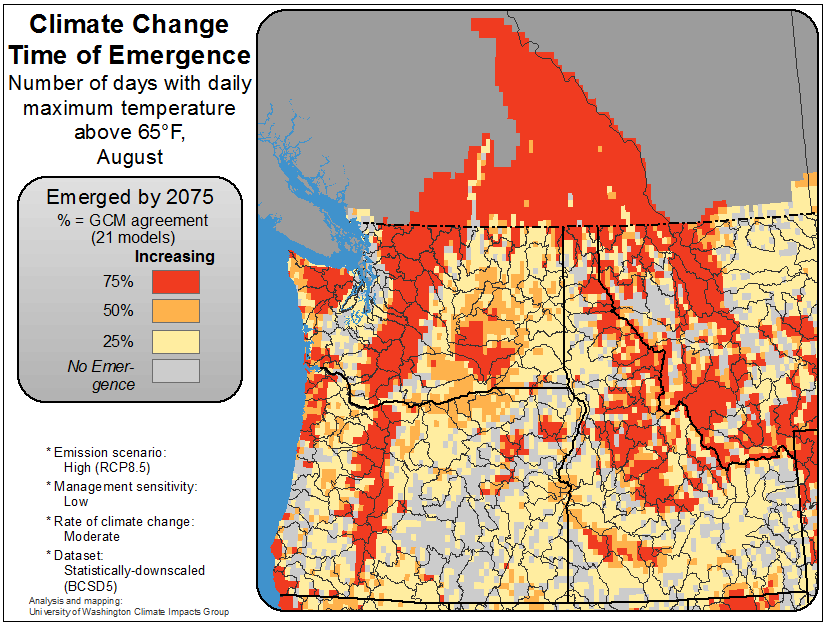 Climate Change
Time of Emergence
Number of days with daily
maximum temperature
above 65°F,
August
Emerged by 2075
% = GCM agreement
(21 models)
Increasing
75%
50%
25%
No Emer-
gence
* Emission scenario:
High (RCP8.5)
* Management sensitivity:
Low
* Rate of climate change:
Moderate
* Dataset:
Statistically-downscaled
(BCSD5)
Analysis and mapping:
University of Washington Climate Impacts Group